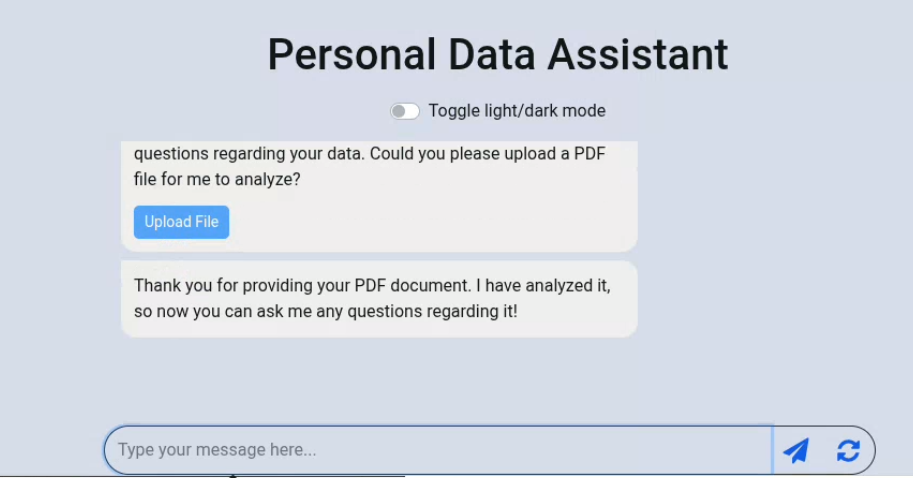 Personal Data Assistant
Toggle light/dark mode
questions regarding your data. Could you please upload a PDF
file for me to analyze?
Upload File
Thank you for providing your PDF document. I have analyzed it,
so now you can ask me any questions regarding it!
Type your message here...